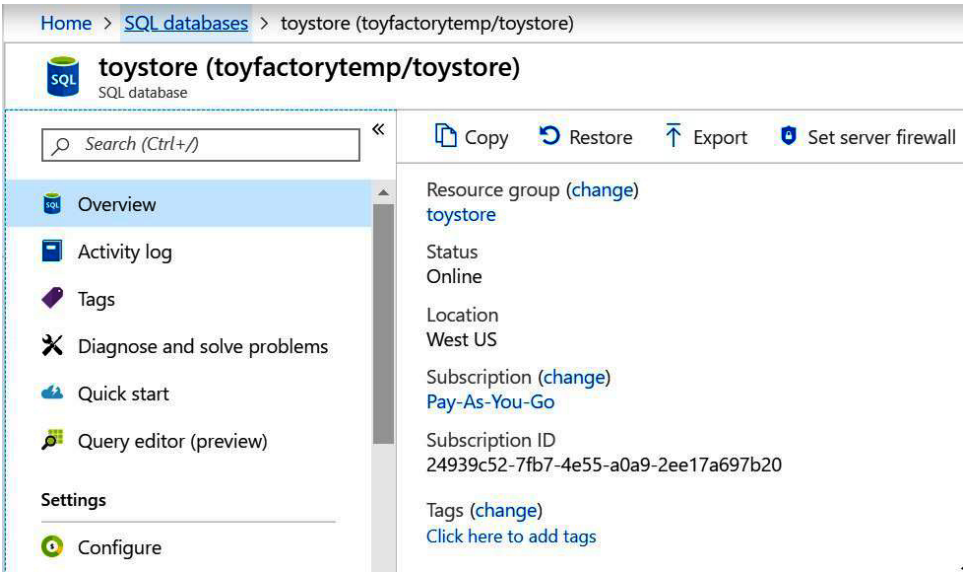 Home > SQL databases > toystore (toyfactorytemp/toystore)
SQL
toystore (toyfactorytemp/toystore)
SQL database
Search (Ctrl+/)
«
Copy
Restore
Export
Set server firewall
SQL
Overview
Activity log
Tags
Diagnose and solve problems
Quick start
Query editor (preview)
Settings
Configure
Resource group (change)
toystore
Status
Online
Location
West US
Subscription (change)
Pay-As-You-Go
Subscription ID
24939c52-7fb7-4e55-a0a9-2ee17a697b20
Tags (change)
Click here to add tags